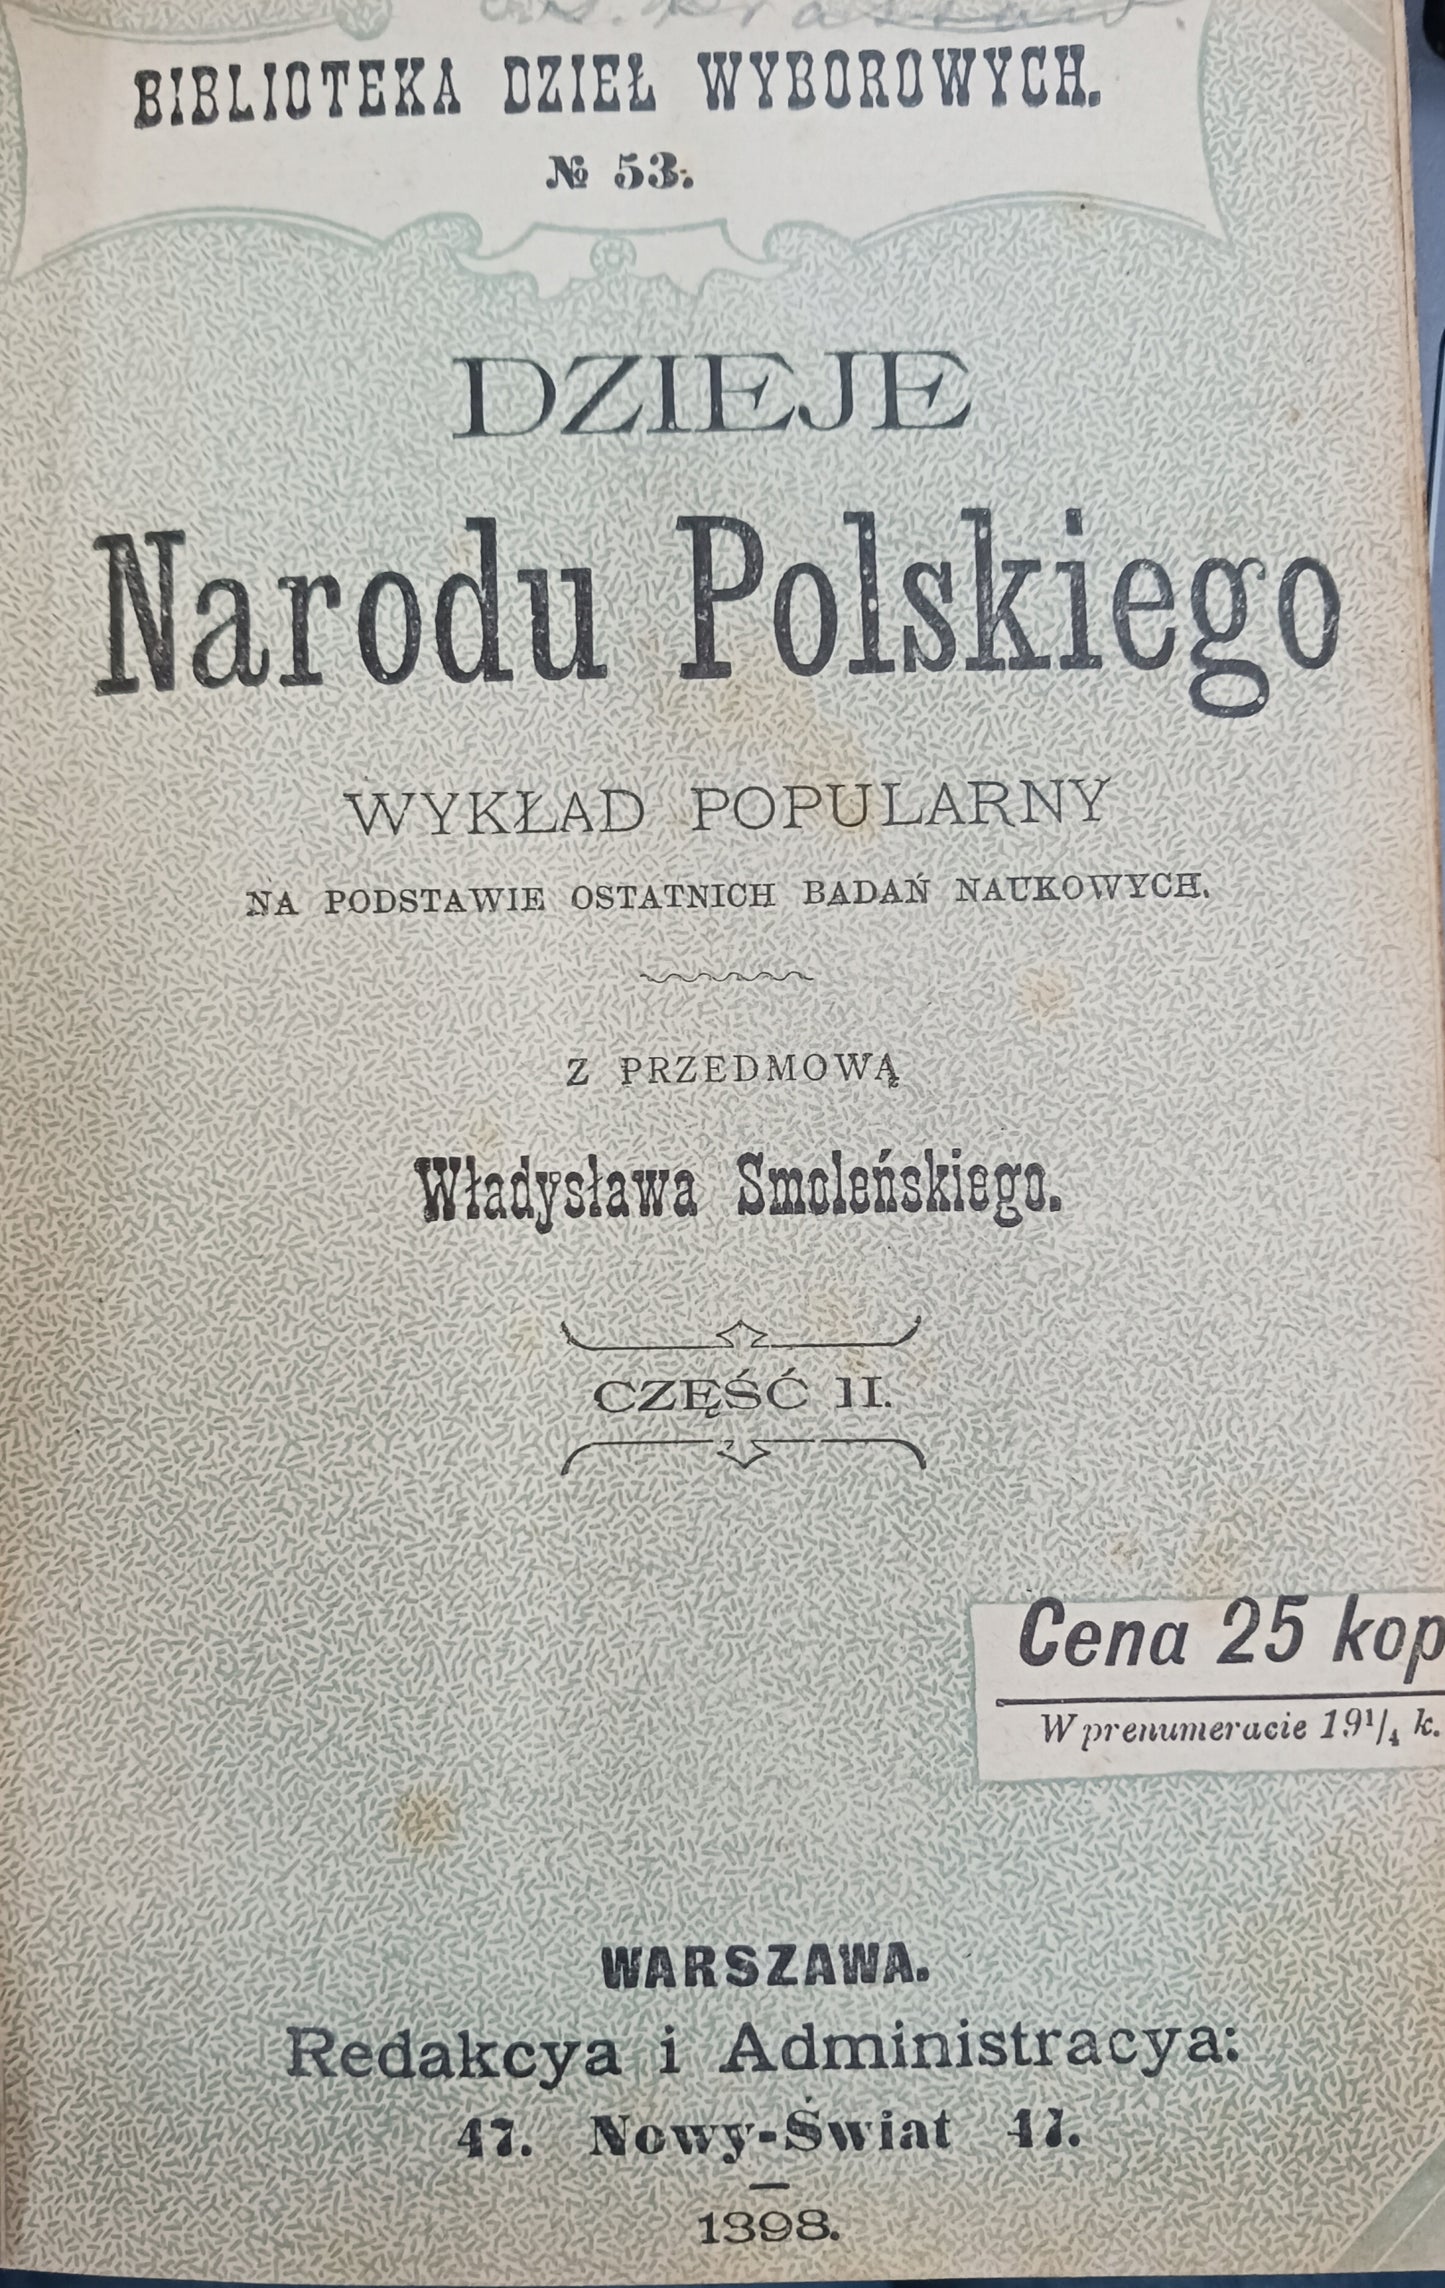 BIBLIOTEKA DZIEŁ WYBOROWYCH.
№ 53.
DZIEJE
Narodu Polskiego
WYKŁAD POPULARNY
NA PODSTAWIE OSTATNICH BADAŃ NAUKOWYCH.
Z PRZEDMOWĄ
Władysława Smoleńskiego.
CZĘŚĆ II.
Cena 25 kop
W prenumeracie 19¹/₄ k.
WARSZAWA.
Redakcya i Administracya:
47. Nowy-Świat 47.
1898.